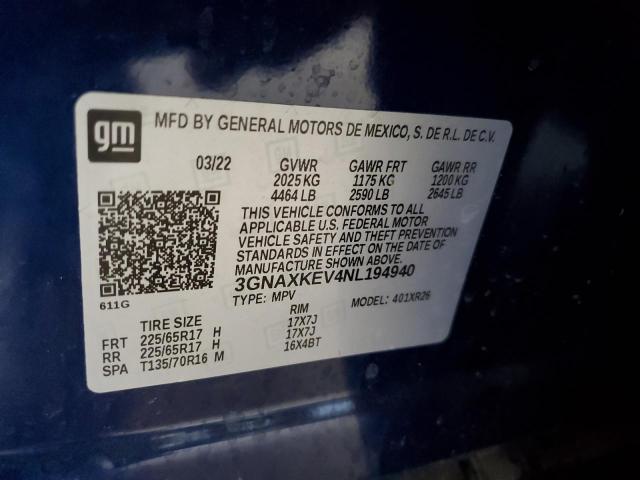 gm
MFD BY GENERAL MOTORS DE MEXICO, S. DE R.L. DE C.V.
03/22 GVWR GAWR FRT GAWR RR
2025 KG 1175 KG 1200 KG
4464 LB 2590 LB 2645 LB
THIS VEHICLE CONFORMS TO ALL
APPLICABLE U.S. FEDERAL MOTOR
VEHICLE SAFETY AND THEFT PREVENTION
STANDARDS IN EFFECT ON THE DATE OF
3GNAXKEV4NL194940
611G
TYPE: MPV MODEL: 401XR26
TIRE SIZE RIM
FRT 225/65R17 H 17X7J
RR 225/65R17 H 17X7J
SPA T135/70R16 M 16X4BT